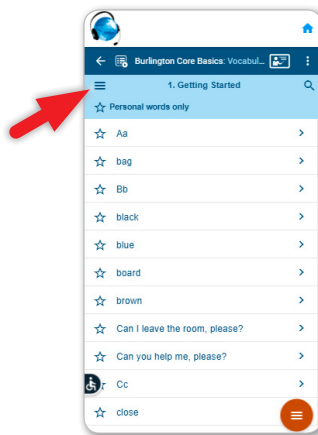 Burlington Core Basics: Vocabul...
1. Getting Started
Personal words only
Aa
bag
Bb
black
blue
board
brown
Can I leave the room, please?
Can you help me, please?
Cc
close